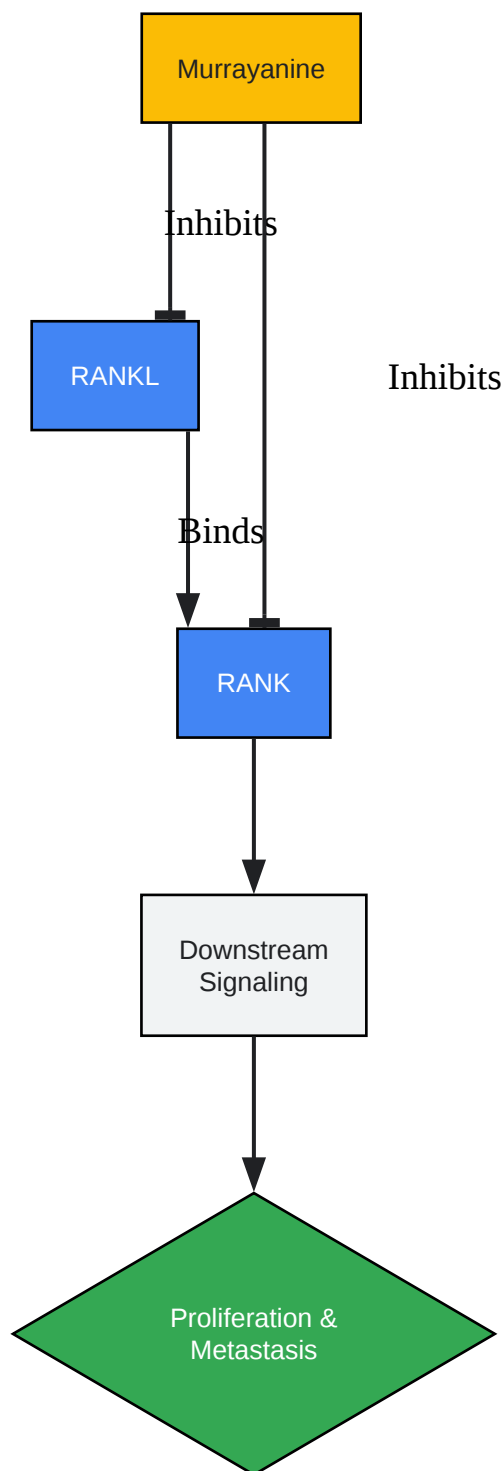 Murrayanine
Inhibits
RANKL
Inhibits
Binds
RANK
Downstream
Signaling
Proliferation &
Metastasis